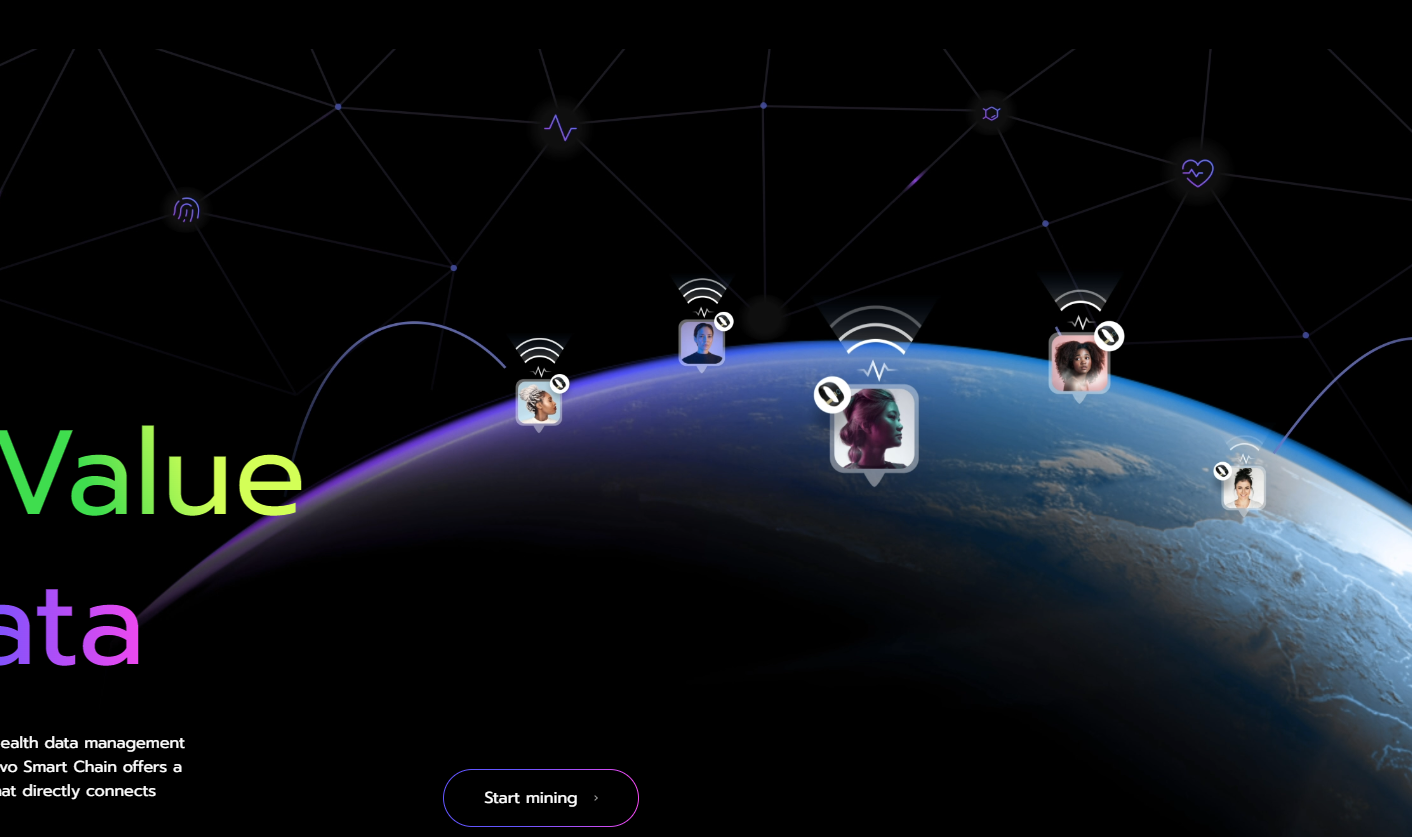 Value
ata
ealth data management
vo Smart Chain offers a
at directly connects
Start mining